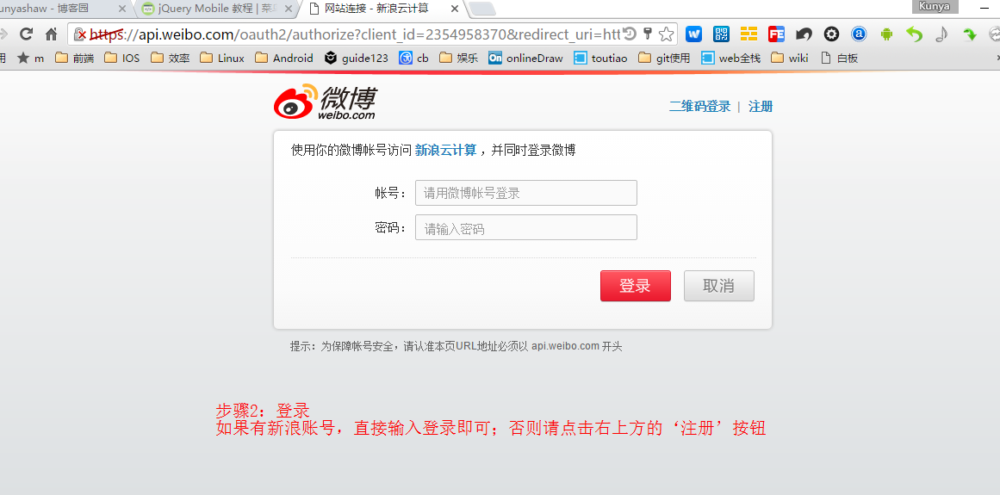 unyashaw - 博客园
jQuery Mobile 教程 | 菜
网站连接 - 新浪云计算
Kunya
https://api.weibo.com/oauth2/authorize?client_id=2354958370&redirect_uri=htt
用 m 前端 IOS 效率 Linux Android guide123 cb 娱乐 On onlineDraw toutiao git使用 web全栈 wiki 白板
微博
weibo.com
二维码登录 | 注册
使用你的微博帐号访问 新浪云计算 ，并同时登录微博
帐号： 请用微博帐号登录
密码： 请输入密码
登录 取消
提示：为保障帐号安全，请认准本页URL地址必须以 api.weibo.com 开头
步骤2：登录
如果有新浪账号，直接输入登录即可；否则请点击右上方的‘注册’按钮